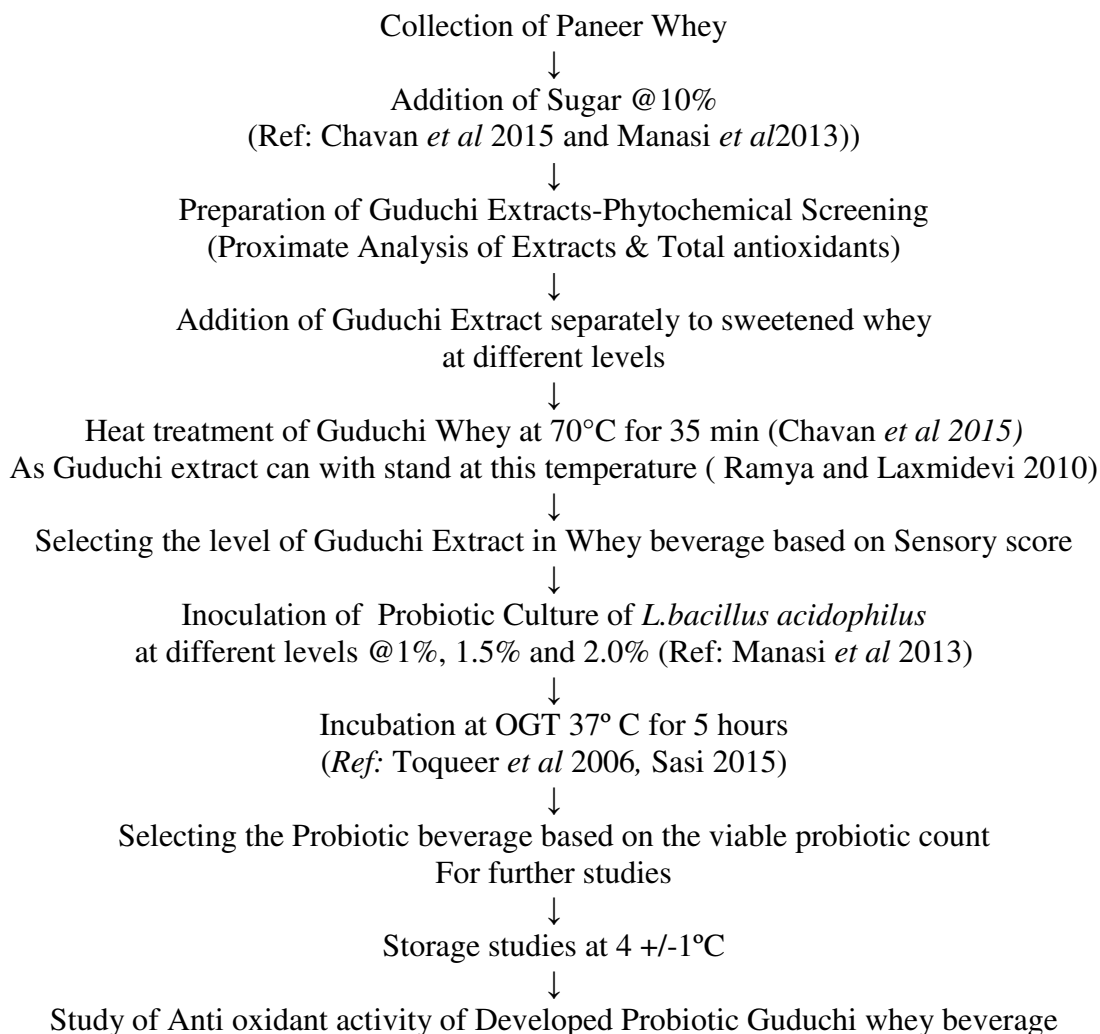 Collection of Paneer Whey
↓
Addition of Sugar @10%
(Ref: Chavan et al 2015 and Manasi et al2013))
↓
Preparation of Guduchi Extracts-Phytochemical Screening
(Proximate Analysis of Extracts & Total antioxidants)
↓
Addition of Guduchi Extract separately to sweetened whey
at different levels
↓
Heat treatment of Guduchi Whey at 70°C for 35 min (Chavan et al 2015)
As Guduchi extract can with stand at this temperature ( Ramya and Laxmidevi 2010)
↓
Selecting the level of Guduchi Extract in Whey beverage based on Sensory score
↓
Inoculation of Probiotic Culture of L.bacillus acidophilus
at different levels @1%, 1.5% and 2.0% (Ref: Manasi et al 2013)
↓
Incubation at OGT 37º C for 5 hours
(Ref: Toqueer et al 2006, Sasi 2015)
↓
Selecting the Probiotic beverage based on the viable probiotic count
For further studies
↓
Storage studies at 4 +/-1ºC
↓
Study of Anti oxidant activity of Developed Probiotic Guduchi whey beverage